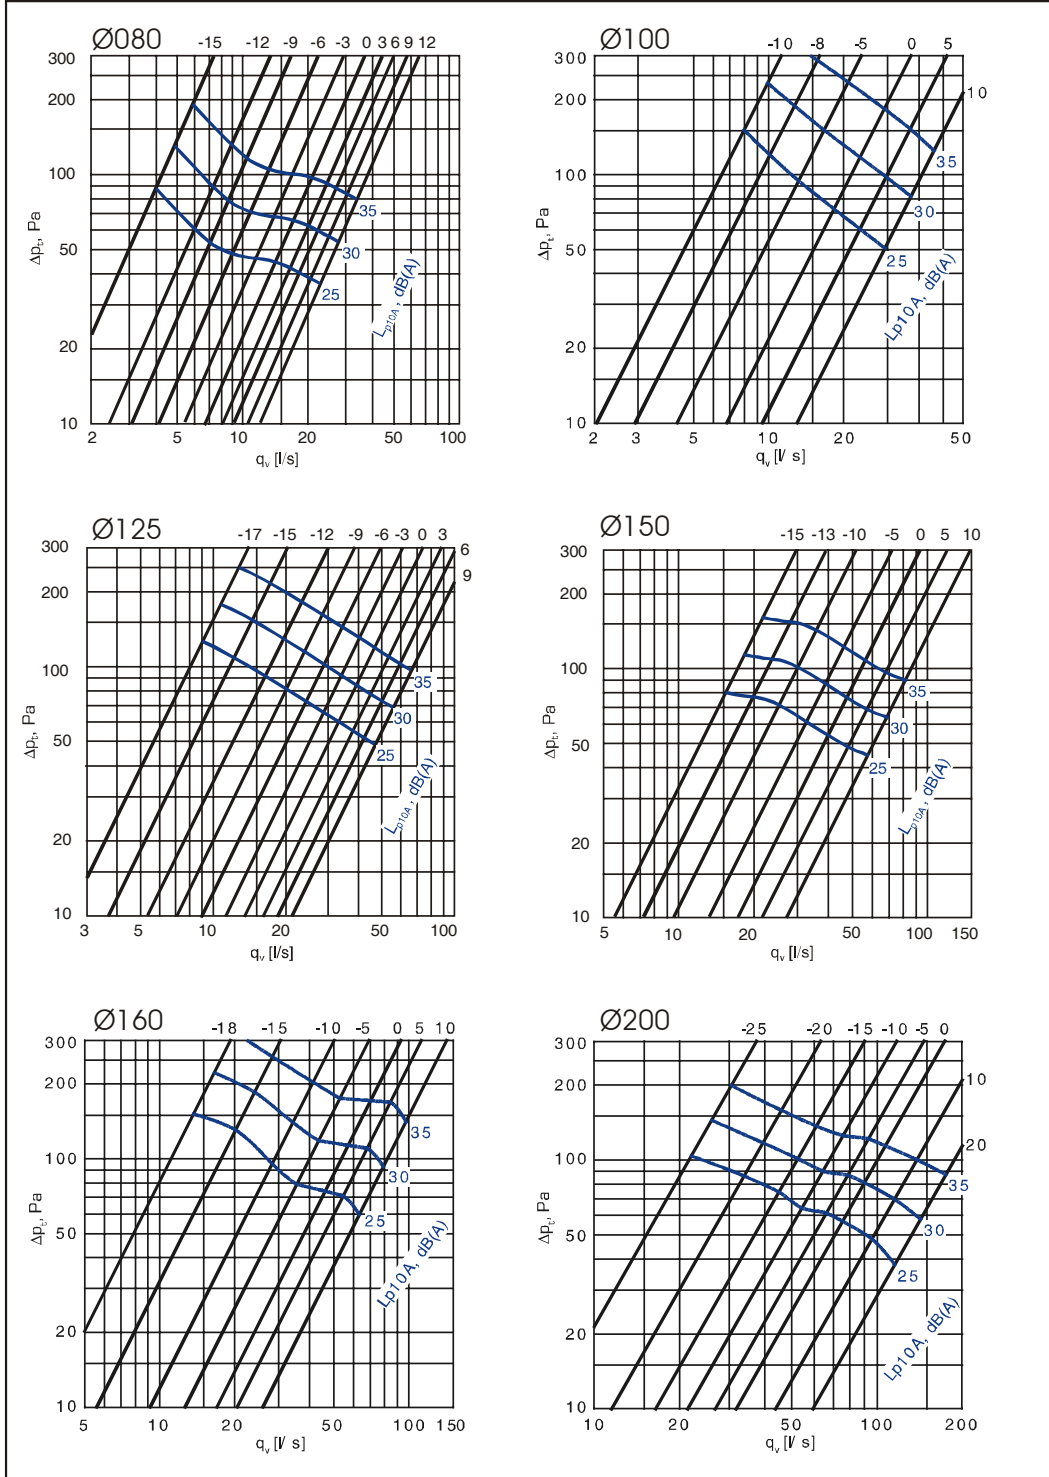 Ø080
-15 -12 -9 -6 -3 0 3 6 9 12
300
200
100
50
20
10
Δpt, Pa
35
30
25
Lp10A, dB(A)
2 5 10 20 50 100
qv [l/s]
Ø100
-10 -8 -5 0 5
10
300
200
100
50
20
10
Δpt, Pa
35
30
25
Lp10A, dB(A)
2 3 5 10 20 50
qv [l/ s]
Ø125
-17 -15 -12 -9 -6 -3 0 3
6
9
300
200
100
50
20
10
Δpt, Pa
35
30
25
Lp10A, dB(A)
3 5 10 20 50 100
qv [l/s]
Ø150
-15 -13 -10 -5 0 5 10
300
200
100
50
20
10
Δpt, Pa
35
30
25
Lp10A, dB(A)
5 10 20 50 100 150
qv [l/s]
Ø160
-18 -15 -10 -5 0 5 10
300
200
100
50
20
10
Δpt, Pa
35
30
25
Lp10A, dB(A)
5 10 20 50 100 150
qv [l/ s]
Ø200
-25 -20 -15 -10 -5 0
10
20
300
200
100
50
20
10
Δpt, Pa
35
30
25
Lp10A, dB(A)
10 20 50 100 200
qv [l/ s]